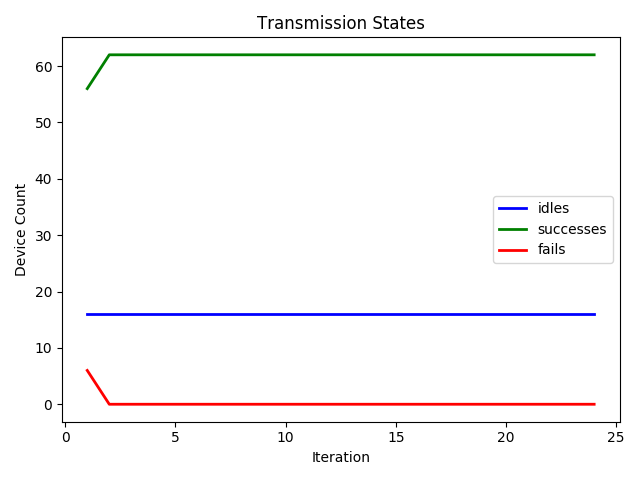 Transmission States
Device Count
60
50
40
30
20
10
0
idles
successes
fails
0 5 10 15 20 25
Iteration